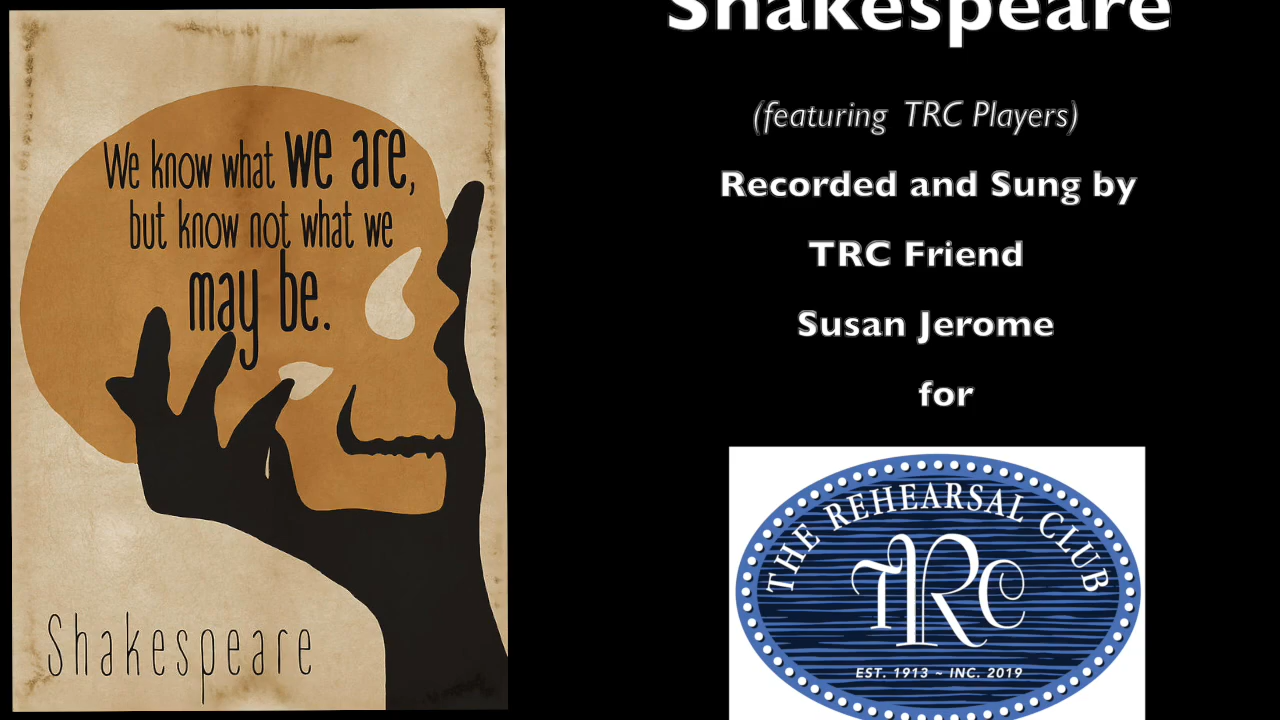 We know what we are,
but know not what we
may be.
Shakespeare
Shakespeare
(featuring TRC Players)
Recorded and Sung by
TRC Friend
Susan Jerome
for
THE REHEARSAL CLUB
TRC
EST. 1913 ~ INC. 2019